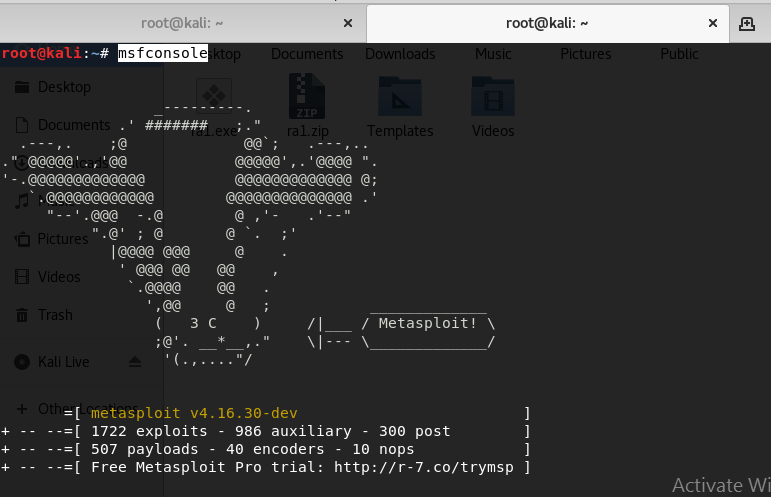 root@kali: ~ × root@kali: ~ ×
root@kali:~# msfconsole
ktop Documents Downloads Music Pictures Public
Desktop
ra1.exe ZIP ra1.zip Templates Videos
_---------.
.' #######   ;."
.---,.    ;@             @@`;   .---,..
." @@@@@'.,'@@            @@@@@',.'@@@@ ".
'-.@@@@@@@@@@@@@          @@@@@@@@@@@@@ @;
`.@@@@@@@@@@@@        @@@@@@@@@@@@@@ .'
"--'.@@@  -.@        @ ,'-   .'--"
".@' ; @       @ `.  ;'
|@@@@ @@@     @    .
' @@@ @@   @@    ,
`.@@@@    @@   .
',@@     @   ;           _____________
(   3 C    )     /|___ / Metasploit! \
;@'. __*__,."    \|--- \_____________/
'(.,...."/
Documents
Pictures
Videos
Trash
Kali Live
+ Other Locations
=[ metasploit v4.16.30-dev ]
+ -- --=[ 1722 exploits - 986 auxiliary - 300 post ]
+ -- --=[ 507 payloads - 40 encoders - 10 nops ]
+ -- --=[ Free Metasploit Pro trial: http://r-7.co/trymsp ]
Activate Wi